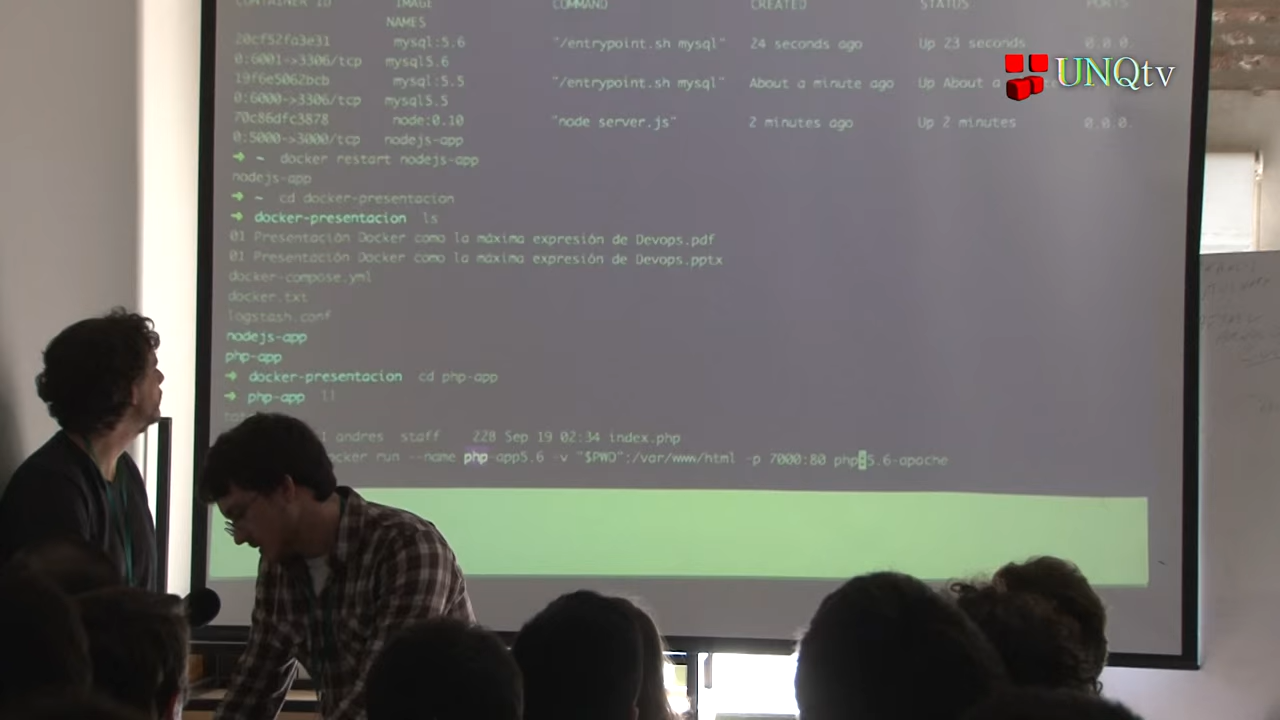 CONTAINER ID IMAGE COMMAND CREATED STATUS PORTS
NAMES
20cf52fa3e31 mysql:5.6 "/entrypoint.sh mysql" 24 seconds ago Up 23 seconds 0.0.0.
0:6001->3306/tcp mysql5.6
19f6e5062bcb mysql:5.5 "/entrypoint.sh mysql" About a minute ago Up About a
0:6000->3306/tcp mysql5.5
70c86dfc3878 node:0.10 "node server.js" 2 minutes ago Up 2 minutes 0.0.0.
0:5000->3000/tcp nodejs-app
➜ ~ docker restart nodejs-app
nodejs-app
➜ ~ cd docker-presentacion
➜ docker-presentacion ls
01 Presentación Docker como la máxima expresión de Devops.pdf
01 Presentación Docker como la máxima expresión de Devops.pptx
docker-compose.yml
docker.txt
logstash.conf
nodejs-app
php-app
➜ docker-presentacion cd php-app
➜ php-app ll
1 andres staff 228 Sep 19 02:34 index.php
ocker run --name php-app5.6 -v "$PWD":/var/www/html -p 7000:80 php:5.6-apache
UNQtv